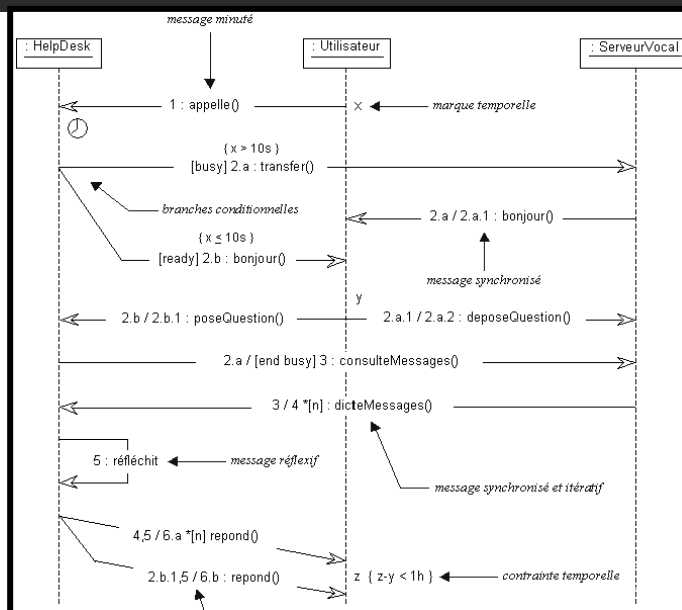 message minuté
: HelpDesk
: Utilisateur
: ServeurVocal
1 : appelle()
x
marque temporelle
{ x > 10s }
[busy] 2.a : transfer()
branches conditionnelles
2.a / 2.a.1 : bonjour()
{ x ≤ 10s }
[ready] 2.b : bonjour()
message synchronisé
y
2.b / 2.b.1 : poseQuestion()
2.a.1 / 2.a.2 : deposeQuestion()
2.a / [end busy] 3 : consulteMessages()
3 / 4 *[n] : dicteMessages()
5 : réfléchit
message réflexif
message synchronisé et itératif
4,5 / 6.a *[n] repond()
2.b.1,5 / 6.b : repond()
z { z-y < 1h }
contrainte temporelle